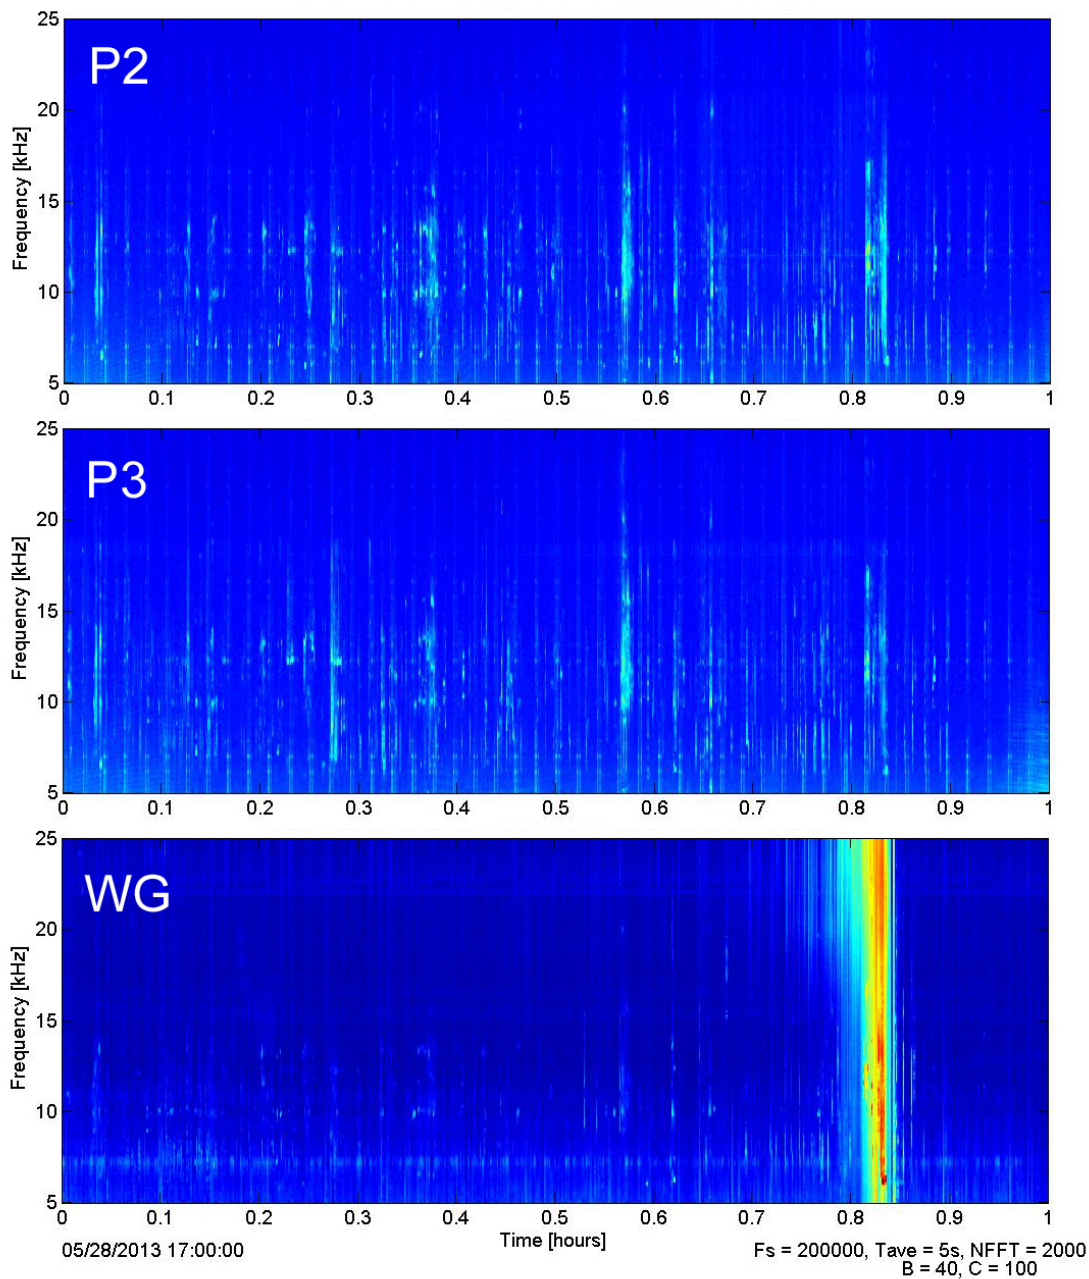 25
P2
20
15
10
5
Frequency [kHz]
0 0.1 0.2 0.3 0.4 0.5 0.6 0.7 0.8 0.9 1
25
P3
20
15
10
5
Frequency [kHz]
0 0.1 0.2 0.3 0.4 0.5 0.6 0.7 0.8 0.9 1
25
WG
20
15
10
5
Frequency [kHz]
0 0.1 0.2 0.3 0.4 0.5 0.6 0.7 0.8 0.9 1
Time [hours]
05/28/2013 17:00:00
Fs = 200000, Tave = 5s, NFFT = 2000
B = 40, C = 100